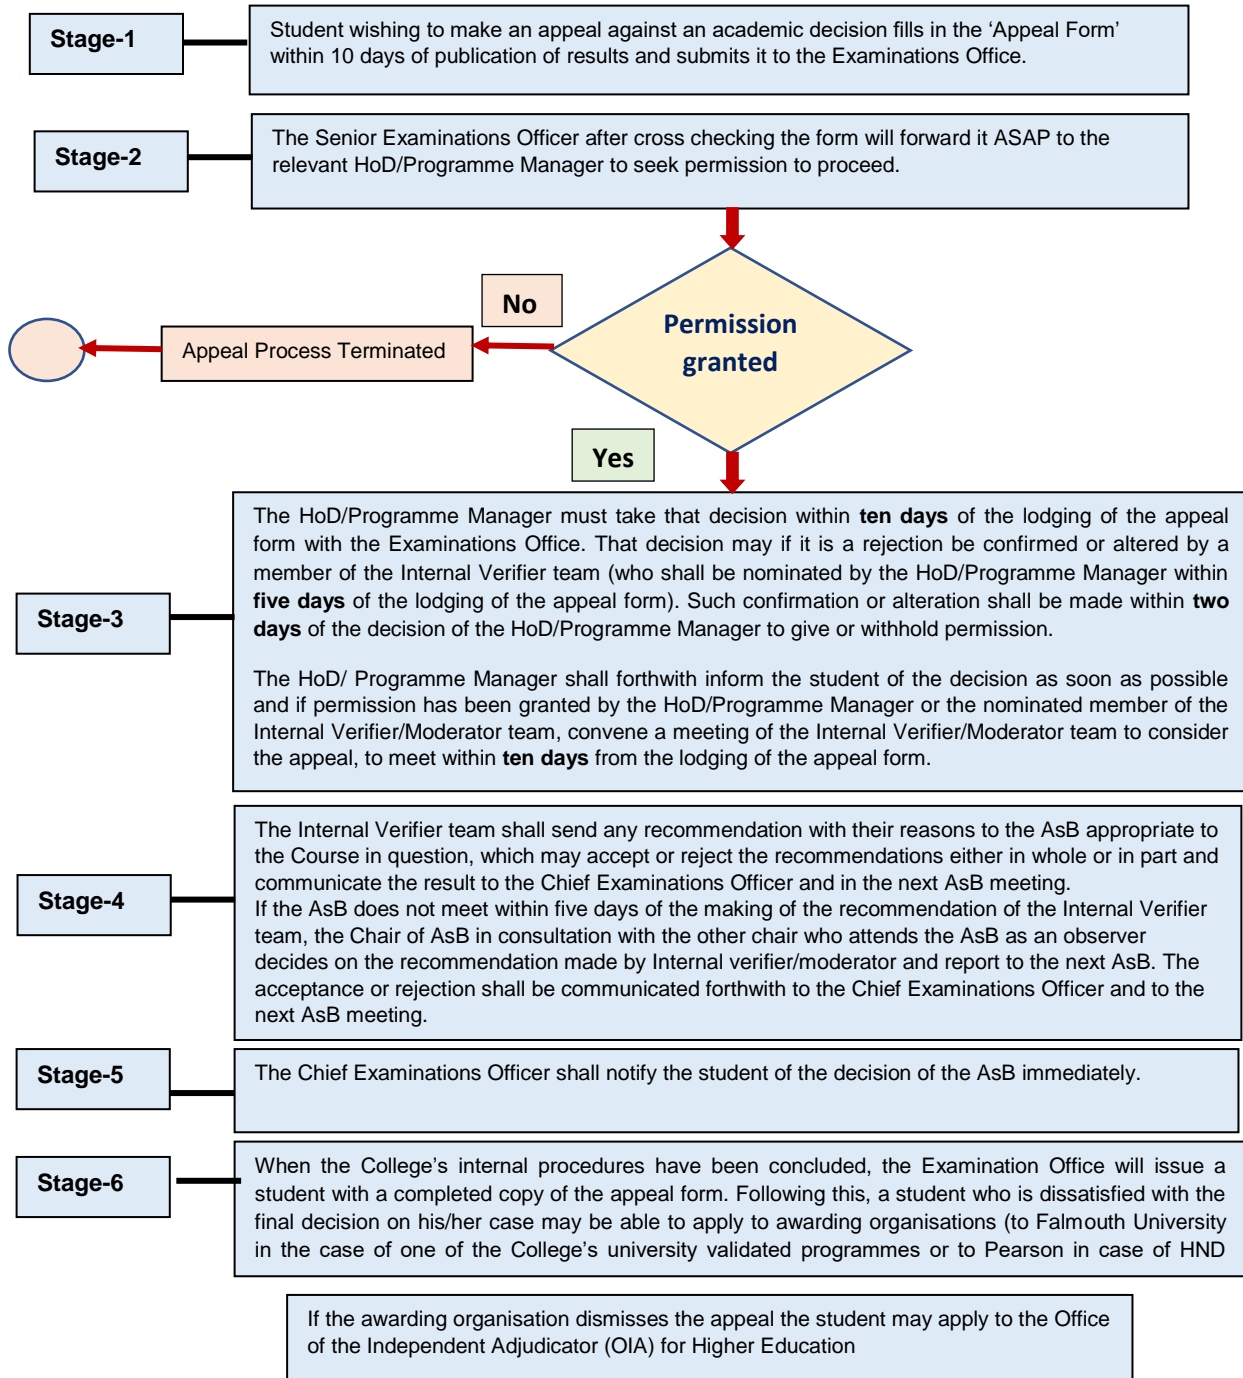 Stage-1
Student wishing to make an appeal against an academic decision fills in the ‘Appeal Form’
within 10 days of publication of results and submits it to the Examinations Office.
Stage-2
The Senior Examinations Officer after cross checking the form will forward it ASAP to the
relevant HoD/Programme Manager to seek permission to proceed.
No
Permission
granted
Appeal Process Terminated
Yes
Stage-3
The HoD/Programme Manager must take that decision within ten days of the lodging of the appeal
form with the Examinations Office. That decision may if it is a rejection be confirmed or altered by a
member of the Internal Verifier team (who shall be nominated by the HoD/Programme Manager within
five days of the lodging of the appeal form). Such confirmation or alteration shall be made within two
days of the decision of the HoD/Programme Manager to give or withhold permission.
The HoD/ Programme Manager shall forthwith inform the student of the decision as soon as possible
and if permission has been granted by the HoD/Programme Manager or the nominated member of the
Internal Verifier/Moderator team, convene a meeting of the Internal Verifier/Moderator team to consider
the appeal, to meet within ten days from the lodging of the appeal form.
Stage-4
The Internal Verifier team shall send any recommendation with their reasons to the AsB appropriate to
the Course in question, which may accept or reject the recommendations either in whole or in part and
communicate the result to the Chief Examinations Officer and in the next AsB meeting.
If the AsB does not meet within five days of the making of the recommendation of the Internal Verifier
team, the Chair of AsB in consultation with the other chair who attends the AsB as an observer
decides on the recommendation made by Internal verifier/moderator and report to the next AsB. The
acceptance or rejection shall be communicated forthwith to the Chief Examinations Officer and to the
next AsB meeting.
Stage-5
The Chief Examinations Officer shall notify the student of the decision of the AsB immediately.
Stage-6
When the College’s internal procedures have been concluded, the Examination Office will issue a
student with a completed copy of the appeal form. Following this, a student who is dissatisfied with the
final decision on his/her case may be able to apply to awarding organisations (to Falmouth University
in the case of one of the College’s university validated programmes or to Pearson in case of HND
If the awarding organisation dismisses the appeal the student may apply to the Office
of the Independent Adjudicator (OIA) for Higher Education